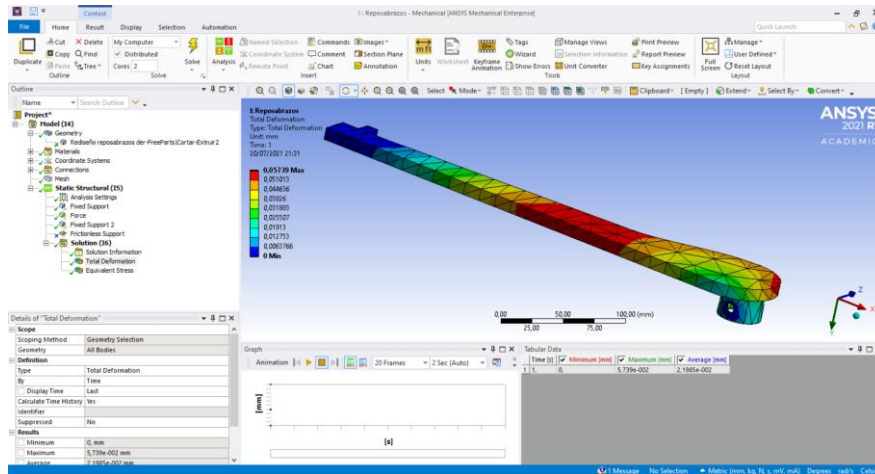 I : Reposabrazos - Mechanical [ANSYS Mechanical Enterprise]
Context
File Home Result Display Selection Automation
Quick Launch
Duplicate Cut Copy Paste Delete Find Tree
Outline
My Computer
Distributed
Cores 2
Solve
Solve
Analysis
Named Selection Commands Images
Coordinate System Comment Section Plane
Remote Point Chart Annotation
Insert
Units Worksheet Keyframe Animation
Tags Wizard Show Errors
Manage Views Selection Information Unit Converter
Print Preview Report Preview Key Assignments
Tools
Full Screen
Manage User Defined Reset Layout
Layout
Outline
Name Search Outline
Select Mode Clipboard [ Empty ] Extend Select By Convert
Project*
Model (I4)
Geometry
Rediseño reposabrazos der-FreeParts|Cortar-Extruir2
Materials
Coordinate Systems
Connections
Mesh
Static Structural (I5)
Analysis Settings
Fixed Support
Force
Fixed Support 2
Frictionless Support
Solution (I6)
Solution Information
Total Deformation
Equivalent Stress
I: Reposabrazos
Total Deformation
Type: Total Deformation
Unit: mm
Time: 1
20/07/2021 21:31
0,05739 Max
0,051013
0,044636
0,03826
0,031883
0,025507
0,01913
0,012753
0,0063766
0 Min
ANSYS
2021 R
ACADEMIC
0,00 50,00 100,00 (mm)
25,00 75,00
Z
X
Y
Details of "Total Deformation"
Scope
Scoping Method Geometry Selection
Geometry All Bodies
Definition
Type Total Deformation
By Time
Display Time Last
Calculate Time History Yes
Identifier
Suppressed No
Results
Minimum 0, mm
Maximum 5,739e-002 mm
Average 2,1985e-002 mm
Graph
Animation 20 Frames 2 Sec (Auto)
[mm]
[s]
Tabular Data
Time [s] Minimum [mm] Maximum [mm] Average [mm]
1 1, 0, 5,739e-002 2,1985e-002
1 Message No Selection Metric (mm, kg, N, s, mV, mA) Degrees rad/s Celsi